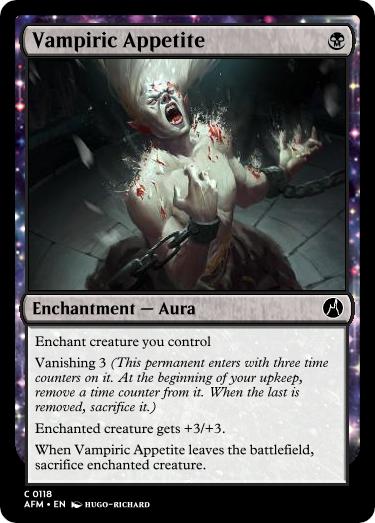 Vampiric Appetite
Enchantment — Aura
Enchant creature you control
Vanishing 3 (This permanent enters with three time
counters on it. At the beginning of your upkeep,
remove a time counter from it. When the last is
removed, sacrifice it.)
Enchanted creature gets +3/+3.
When Vampiric Appetite leaves the battlefield,
sacrifice enchanted creature.
C 0118
AFM • EN HUGO-RICHARD